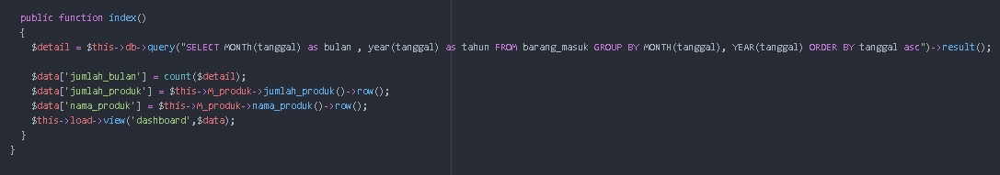 public function index()
{
$detail = $this->db->query("SELECT MONTh(tanggal) as bulan , year(tanggal) as tahun FROM barang_masuk GROUP BY MONTH(tanggal), YEAR(tanggal) ORDER BY tanggal asc")->result();
$data['jumlah_bulan'] = count($detail);
$data['jumlah_produk'] = $this->M_produk->jumlah_produk()->row();
$data['nama_produk'] = $this->M_produk->nama_produk()->row();
$this->load->view('dashboard',$data);
}
}